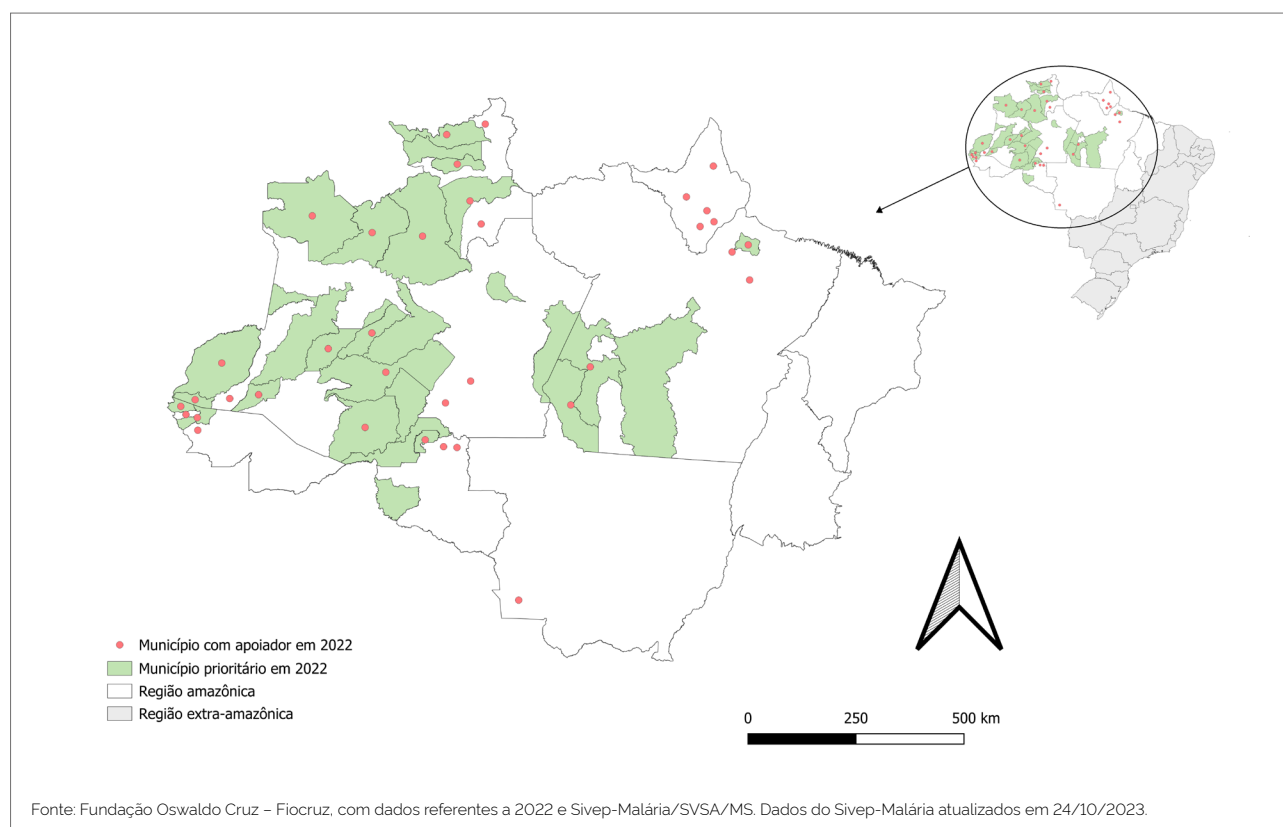 Município com apoiador em 2022
Município prioritário em 2022
Região amazônica
Região extra-amazônica
0 250 500 km
Fonte: Fundação Oswaldo Cruz – Fiocruz, com dados referentes a 2022 e Sivep-Malária/SVSA/MS. Dados do Sivep-Malária atualizados em 24/10/2023.